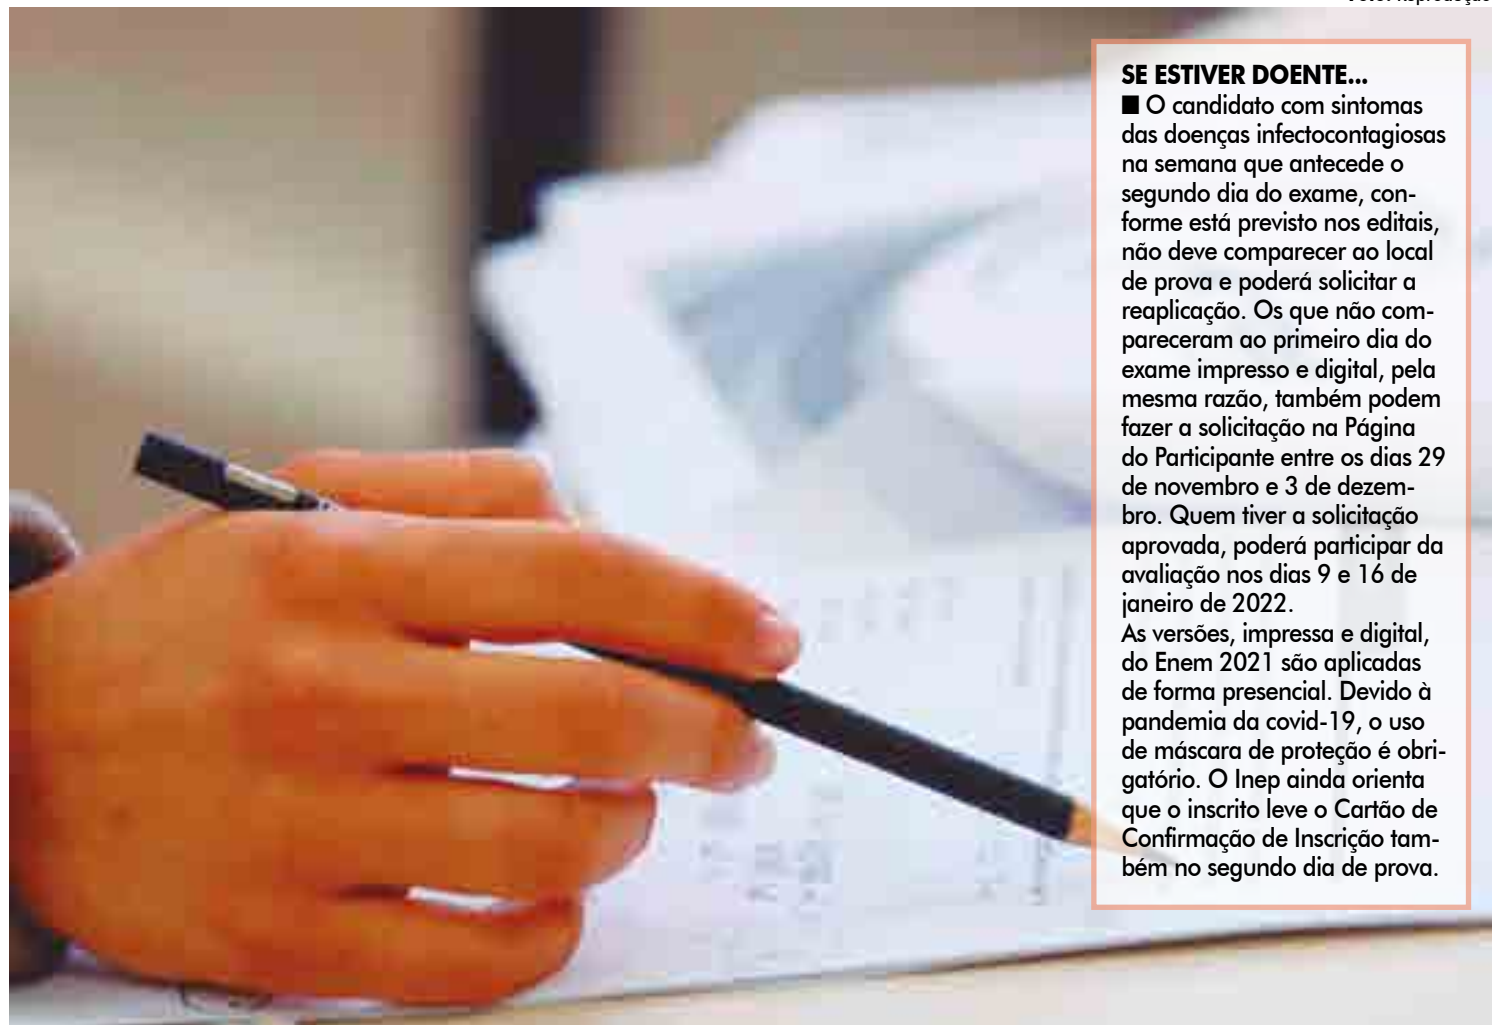 SE ESTIVER DOENTE...
■ O candidato com sintomas
das doenças infectocontagiosas
na semana que antecede o
segundo dia do exame, con-
forme está previsto nos editais,
não deve comparecer ao local
de prova e poderá solicitar a
reaplicação. Os que não com-
pareceram ao primeiro dia do
exame impresso e digital, pela
mesma razão, também podem
fazer a solicitação na Página
do Participante entre os dias 29
de novembro e 3 de dezem-
bro. Quem tiver a solicitação
aprovada, poderá participar da
avaliação nos dias 9 e 16 de
janeiro de 2022.
As versões, impressa e digital,
do Enem 2021 são aplicadas
de forma presencial. Devido à
pandemia da covid-19, o uso
de máscara de proteção é obri-
gatório. O Inep ainda orienta
que o inscrito leve o Cartão de
Confirmação de Inscrição tam-
bém no segundo dia de prova.